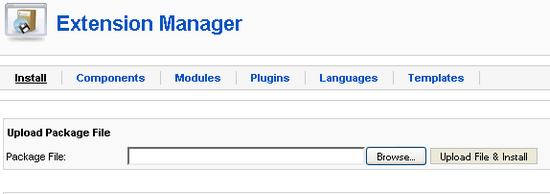 Extension Manager
Install Components Modules Plugins Languages Templates
Upload Package File
Package File: Browse... Upload File & Install